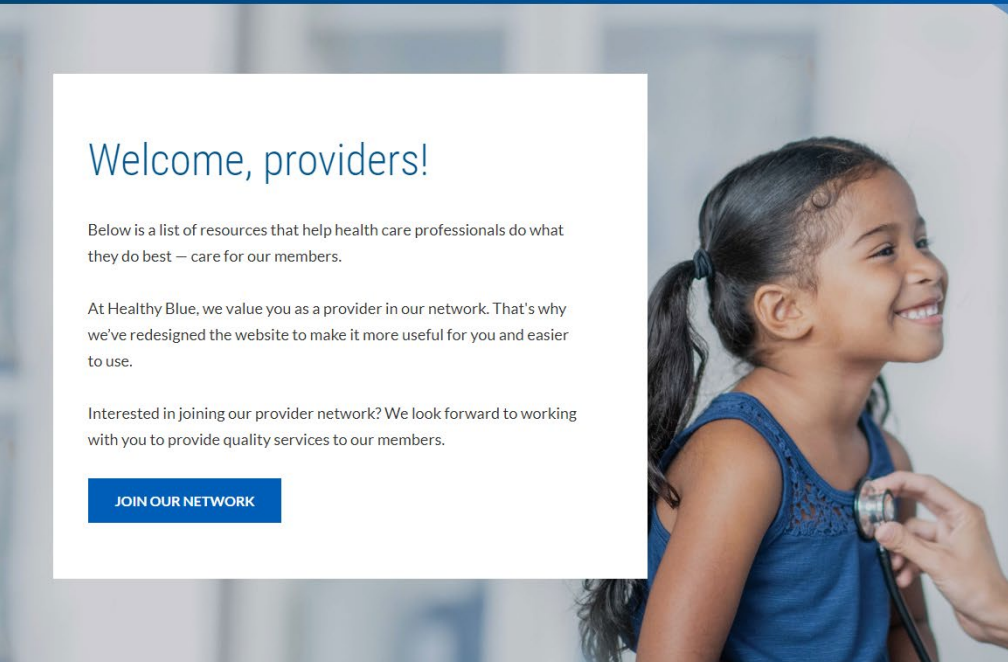 Welcome, providers!
Below is a list of resources that help health care professionals do what
they do best — care for our members.
At Healthy Blue, we value you as a provider in our network. That's why
we've redesigned the website to make it more useful for you and easier
to use.
Interested in joining our provider network? We look forward to working
with you to provide quality services to our members.
JOIN OUR NETWORK